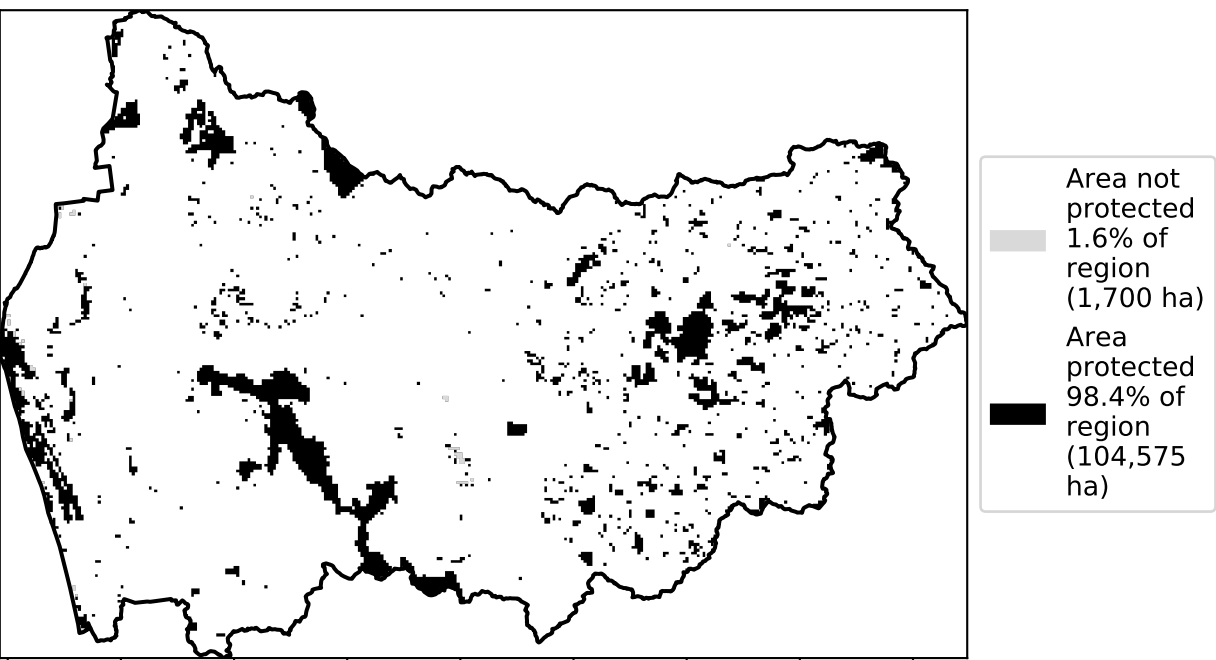 Area not
protected
1.6% of
region
(1,700 ha)
Area
protected
98.4% of
region
(104,575
ha)